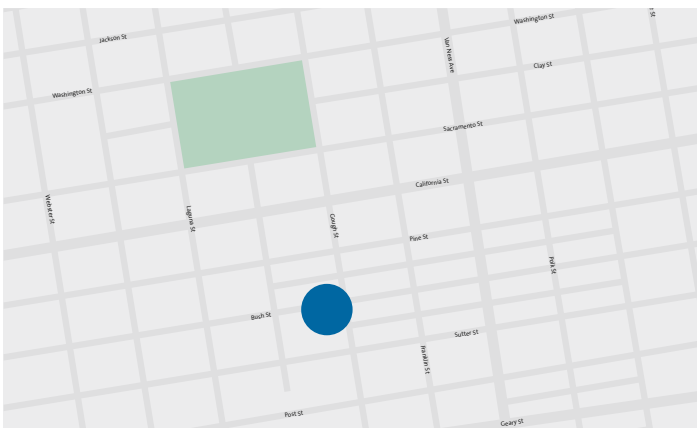 Washington St
St
Jackson St
Van Ness Ave
Clay St
Washington St
Sacramento St
California St
Webster St
Laguna St
Gough St
Pine St
Polk St
Bush St
Sutter St
Franklin St
Post St
Geary St